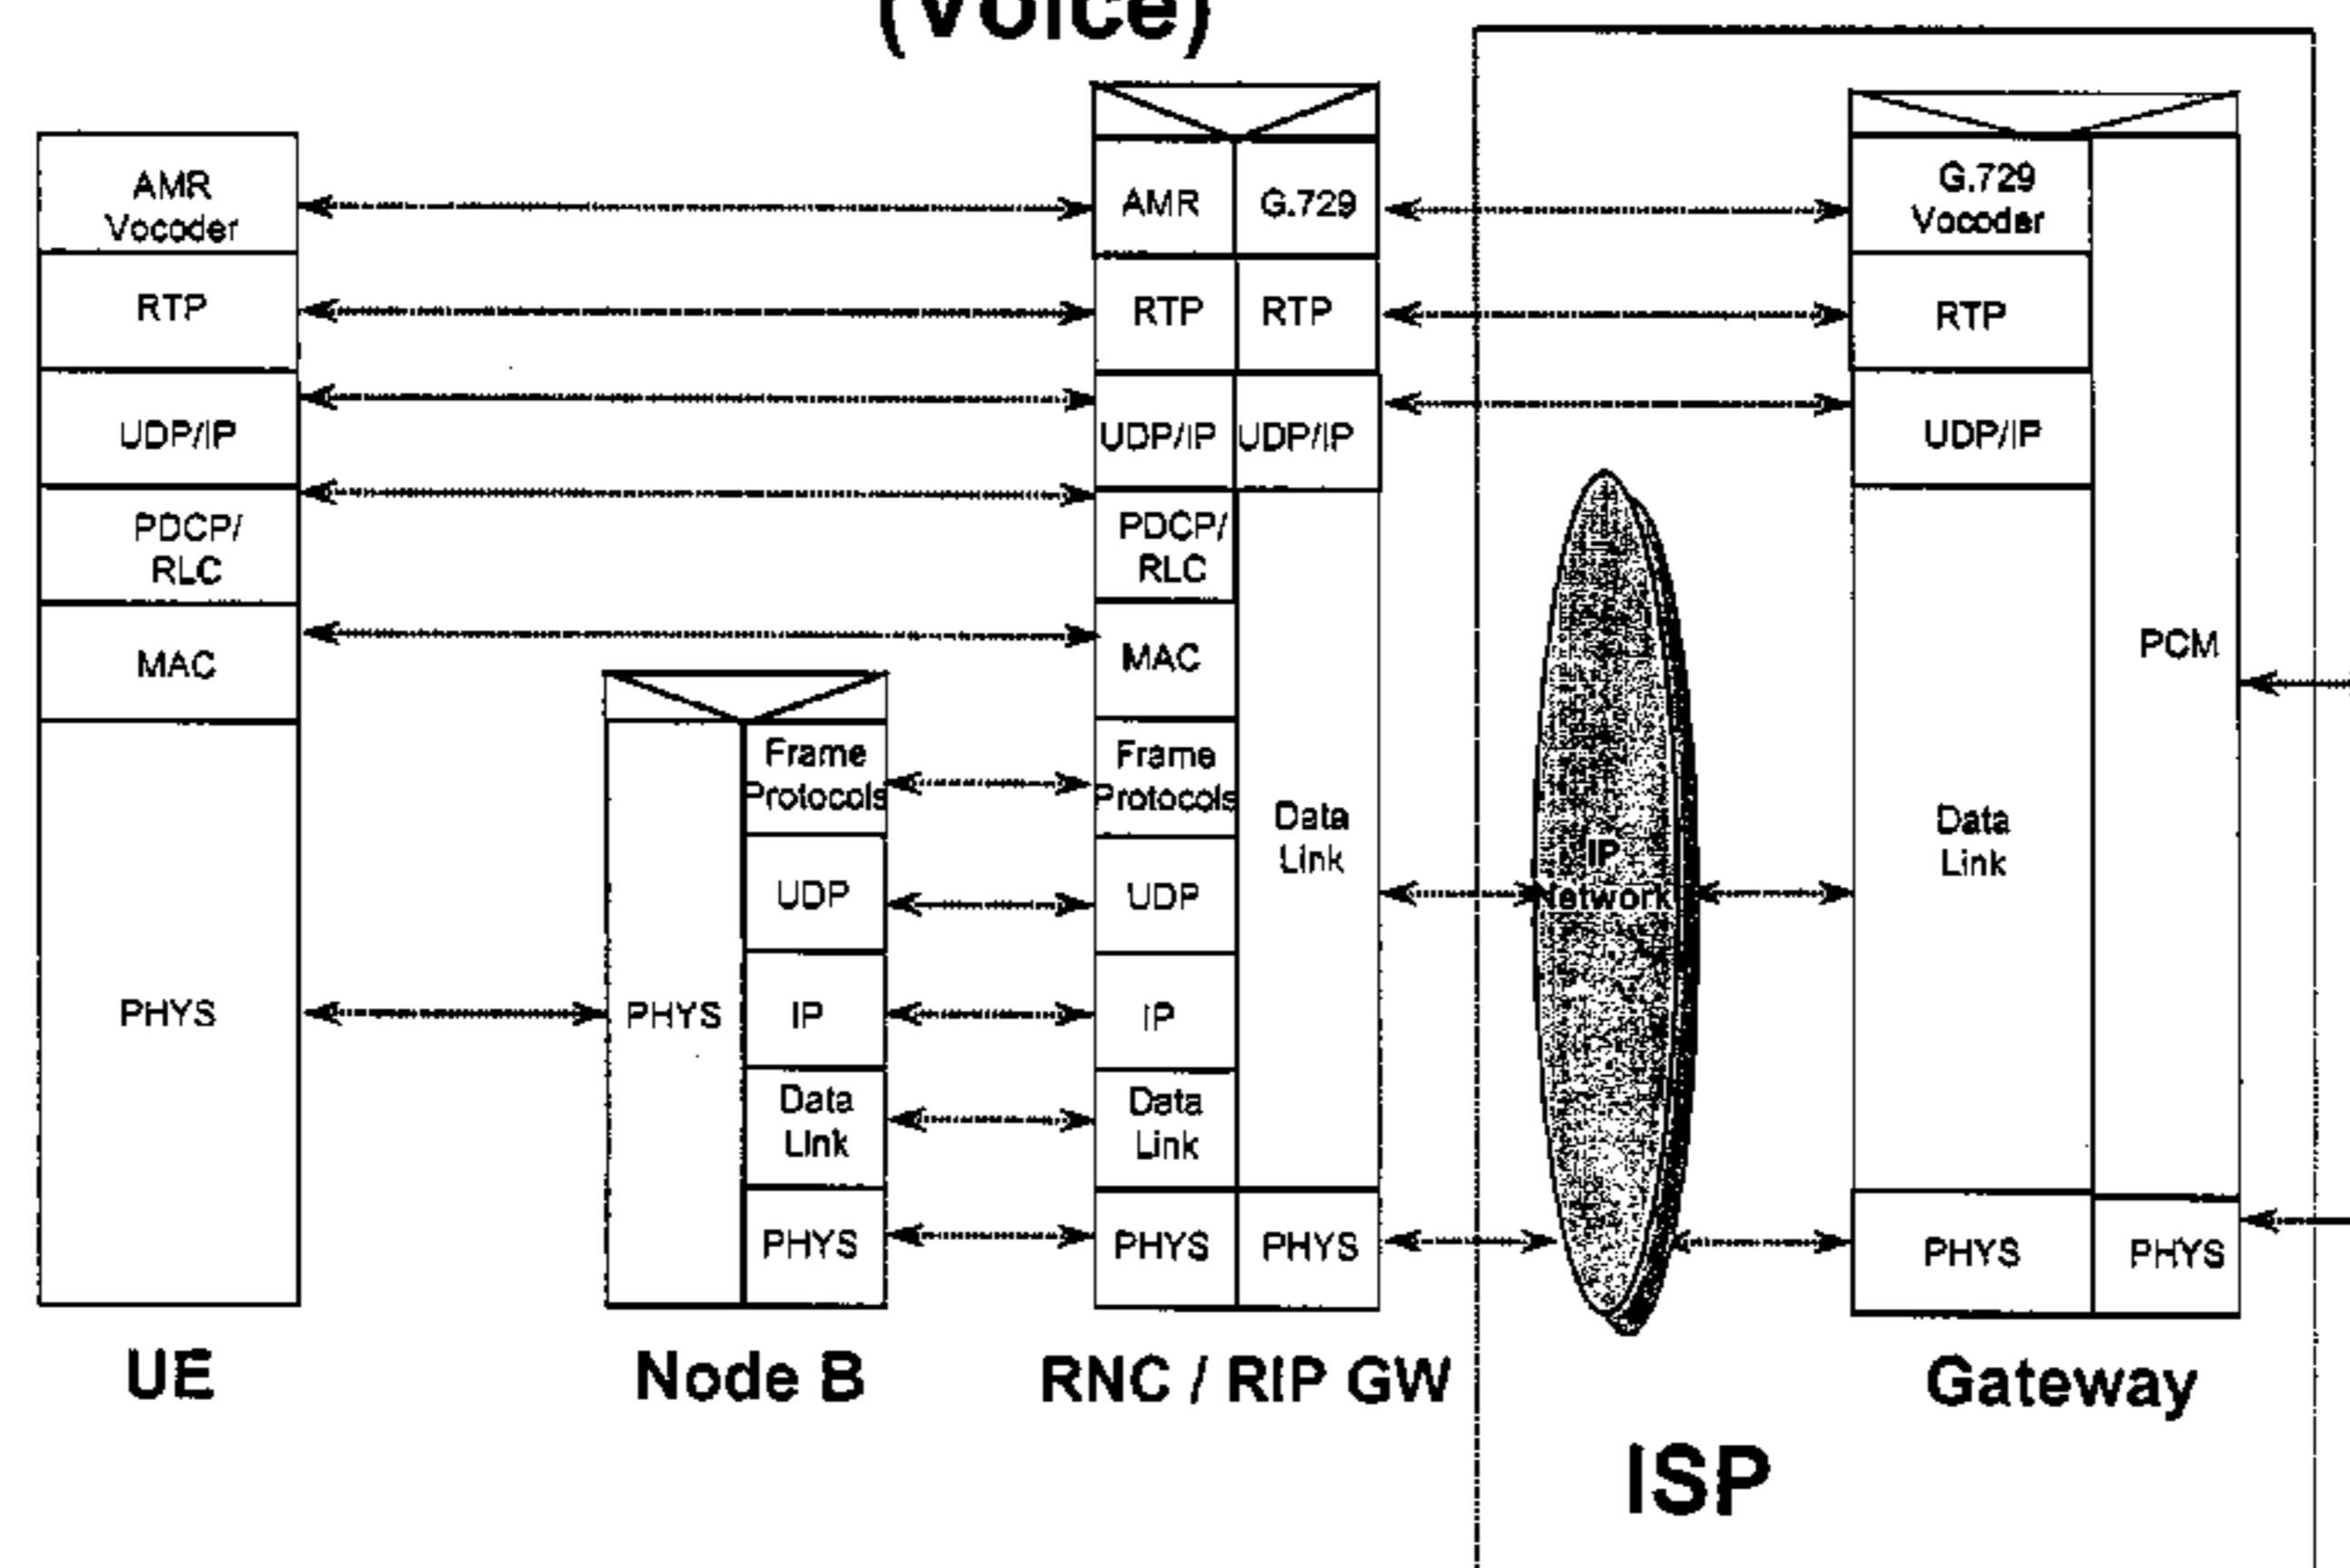 (Voice)
AMR
Vocoder
RTP
UDP/IP
PDCP/
RLC
MAC
PHYS
UE
PHYS
Frame
Protocols
UDP
IP
Data
Link
PHYS
Node B
AMR
G.729
RTP
RTP
UDP/IP
UDP/IP
PDCP/
RLC
MAC
Frame
Protocols
UDP
IP
Data
Link
PHYS
Data
Link
PHYS
RNC / RIP GW
IP
Network
G.729
Vocoder
RTP
UDP/IP
Data
Link
PHYS
PCM
PHYS
Gateway
ISP